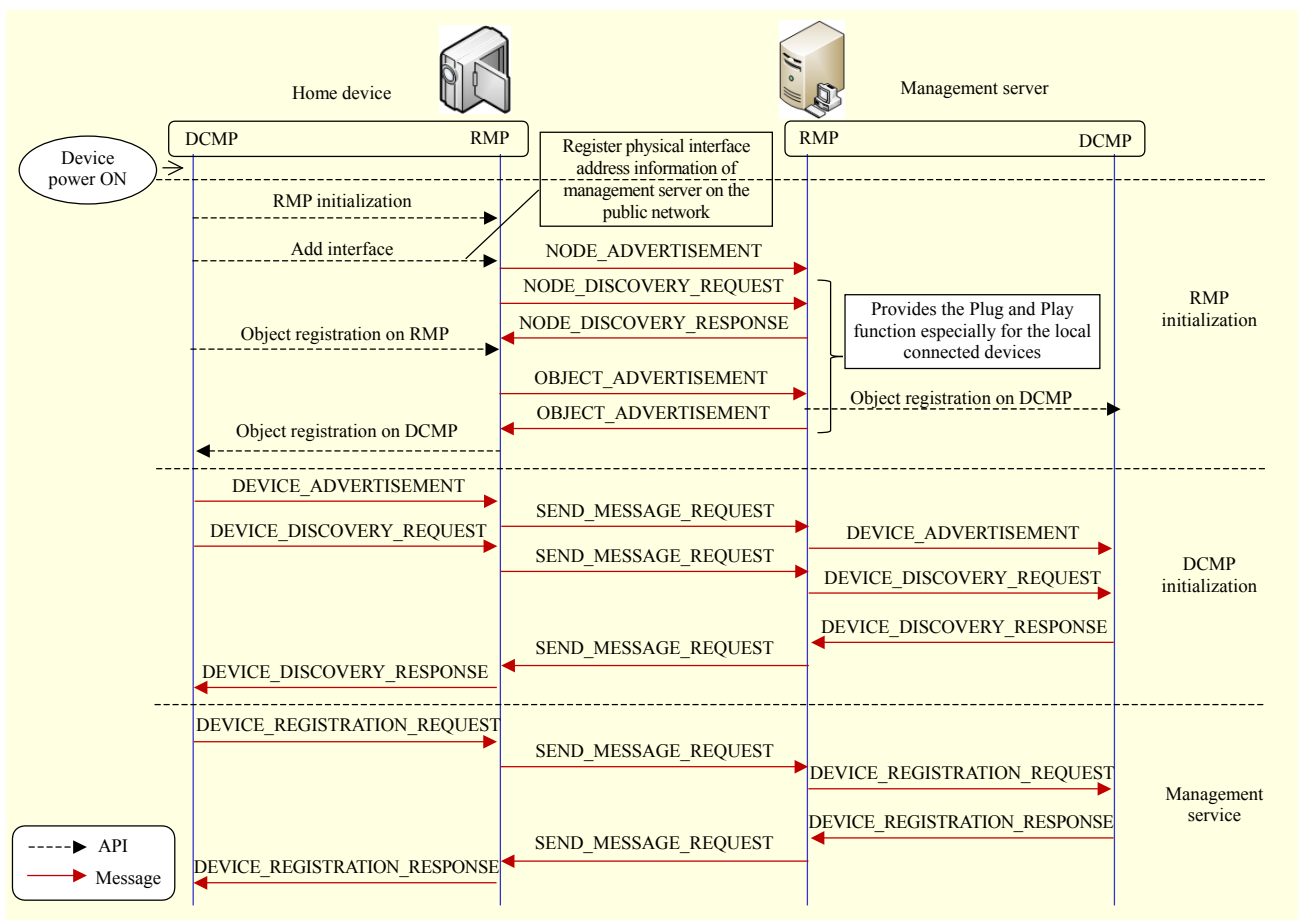 Home device
Management server
DCMP
RMP
RMP
DCMP
Device
power ON
Register physical interface
address information of
management server on the
public network
RMP initialization
Add interface
NODE_ADVERTISEMENT
NODE_DISCOVERY_REQUEST
NODE_DISCOVERY_RESPONSE
Provides the Plug and Play
function especially for the local
connected devices
RMP
initialization
Object registration on RMP
OBJECT_ADVERTISEMENT
Object registration on DCMP
OBJECT_ADVERTISEMENT
Object registration on DCMP
DEVICE_ADVERTISEMENT
SEND_MESSAGE_REQUEST
DEVICE_DISCOVERY_REQUEST
DEVICE_ADVERTISEMENT
SEND_MESSAGE_REQUEST
DEVICE_DISCOVERY_REQUEST
DCMP
initialization
DEVICE_DISCOVERY_RESPONSE
SEND_MESSAGE_REQUEST
DEVICE_DISCOVERY_RESPONSE
DEVICE_REGISTRATION_REQUEST
SEND_MESSAGE_REQUEST
DEVICE_REGISTRATION_REQUEST
Management
service
DEVICE_REGISTRATION_RESPONSE
SEND_MESSAGE_REQUEST
DEVICE_REGISTRATION_RESPONSE
API
Message